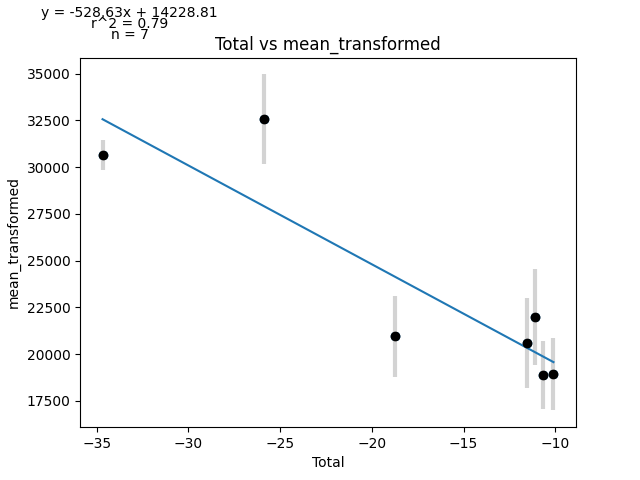 y = -528.63x + 14228.81
r^2 = 0.79
n = 7
Total vs mean_transformed
35000
32500
30000
27500
25000
22500
20000
17500
mean_transformed
−35
−30
−25
−20
−15
−10
Total